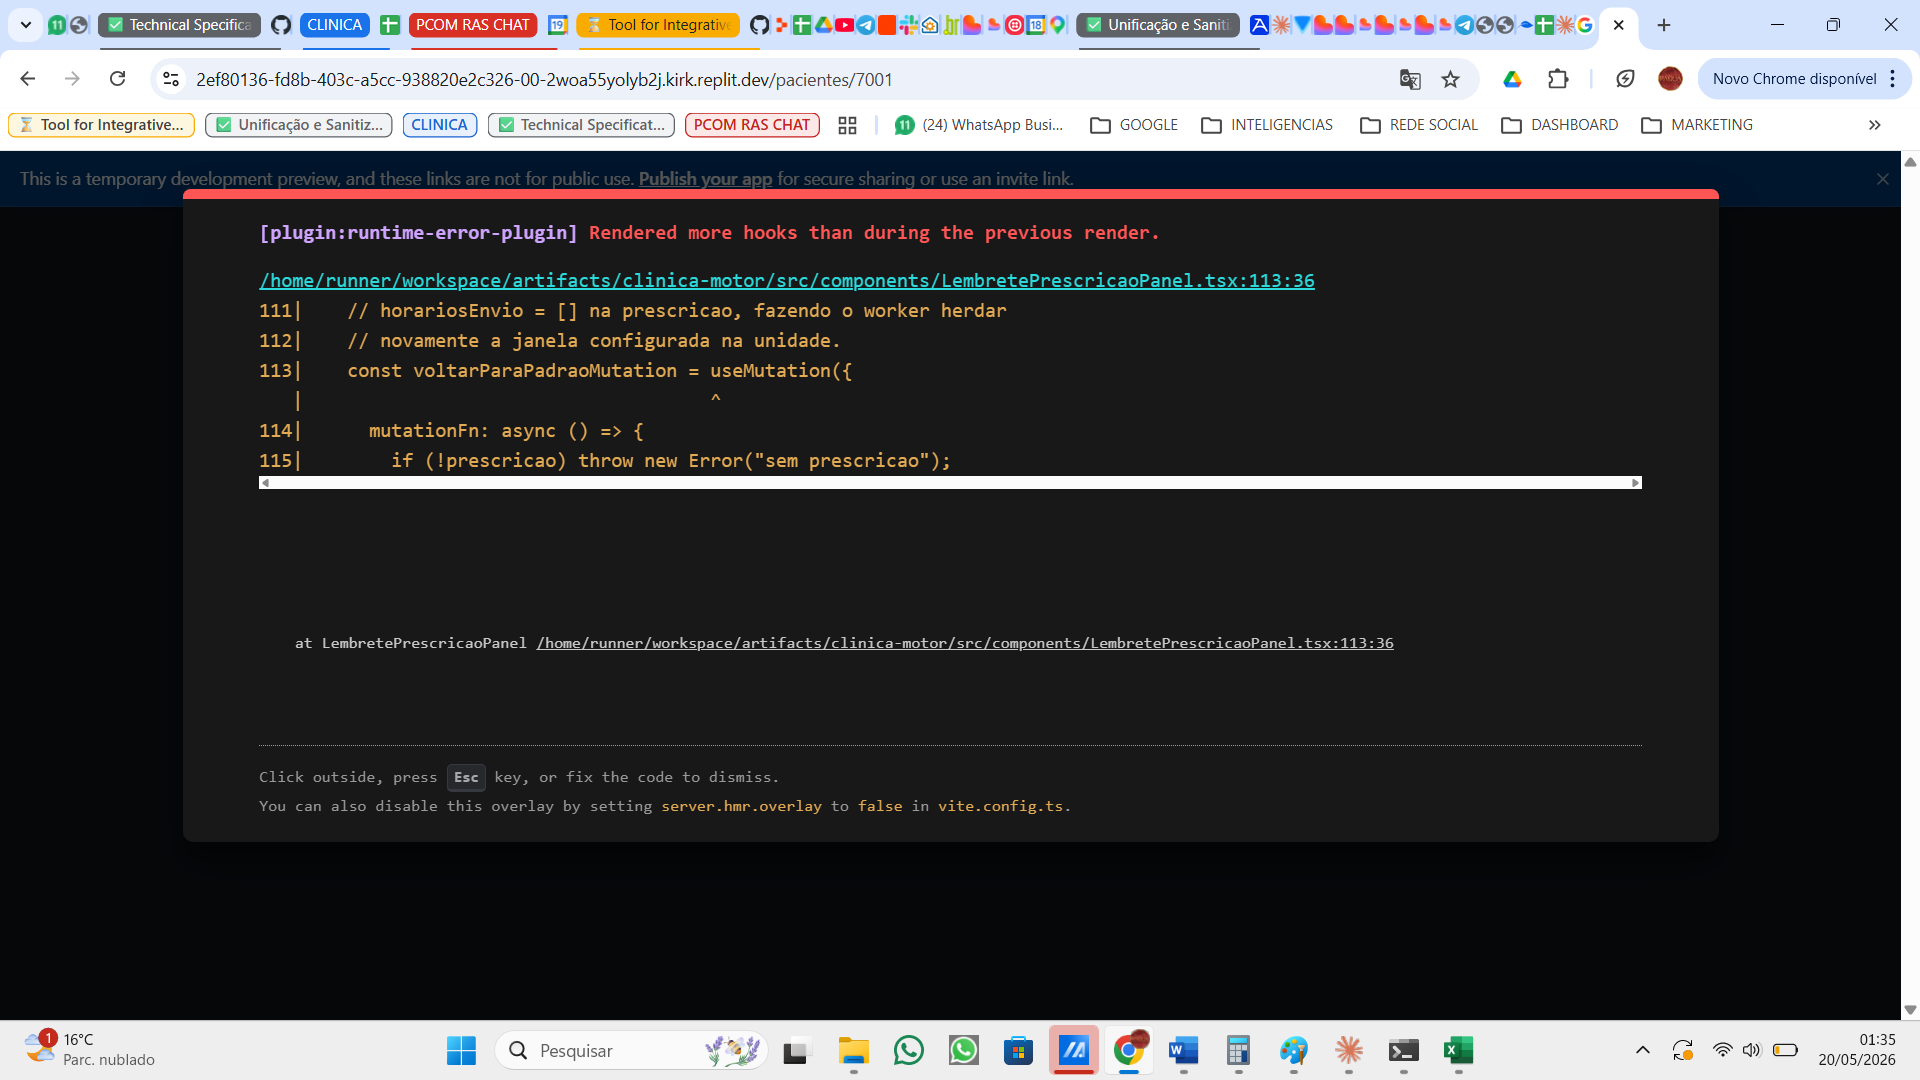 Technical Specifica
CLINICA
PCOM RAS CHAT
Tool for Integrative
Unificação e Saniti
2ef80136-fd8b-403c-a5cc-938820e2c326-00-2woa55yolyb2j.kirk.replit.dev/pacientes/7001
Novo Chrome disponível
Tool for Integrative...
Unificação e Sanitiz...
CLINICA
Technical Specificat...
PCOM RAS CHAT
(24) WhatsApp Busi...
GOOGLE
INTELIGENCIAS
REDE SOCIAL
DASHBOARD
MARKETING
This is a temporary development preview, and these links are not for public use. Publish your app for secure sharing or use an invite link.
[plugin:runtime-error-plugin] Rendered more hooks than during the previous render.
/home/runner/workspace/artifacts/clinica-motor/src/components/LembretePrescricaoPanel.tsx:113:36
111|    // horariosEnvio = [] na prescricao, fazendo o worker herdar
112|    // novamente a janela configurada na unidade.
113|    const voltarParaPadraoMutation = useMutation({
|                                     ^
114|      mutationFn: async () => {
115|        if (!prescricao) throw new Error("sem prescricao");
at LembretePrescricaoPanel /home/runner/workspace/artifacts/clinica-motor/src/components/LembretePrescricaoPanel.tsx:113:36
Click outside, press Esc key, or fix the code to dismiss.
You can also disable this overlay by setting server.hmr.overlay to false in vite.config.ts.
1
16°C
Parc. nublado
Pesquisar
01:35
20/05/2026